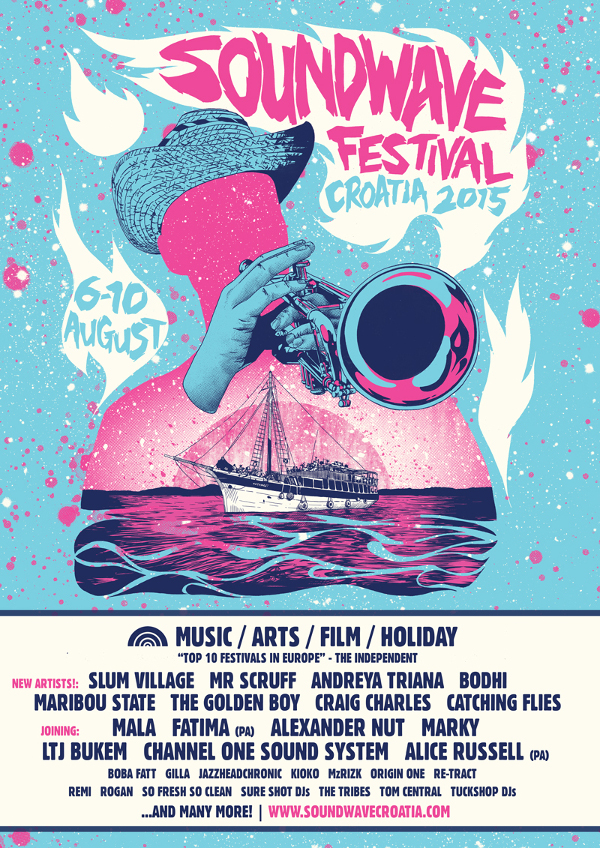 SOUNDWAVE
FESTIVAL
CROATIA 2015
6-10
AUGUST
MUSIC / ARTS / FILM / HOLIDAY
“TOP 10 FESTIVALS IN EUROPE” - THE INDEPENDENT
NEW ARTISTS!: SLUM VILLAGE MR SCRUFF ANDREYA TRIANA BODHI
MARIBOU STATE THE GOLDEN BOY CRAIG CHARLES CATCHING FLIES
JOINING: MALA FATIMA (PA) ALEXANDER NUT MARKY
LTJ BUKEM CHANNEL ONE SOUND SYSTEM ALICE RUSSELL (PA)
BOBA FATT GILLA JAZZHEADCHRONIC KIOKO MzRIZK ORIGIN ONE RE-TRACT
REMI ROGAN SO FRESH SO CLEAN SURE SHOT DJs THE TRIBES TOM CENTRAL TUCKSHOP DJs
...AND MANY MORE! | WWW.SOUNDWAVECROATIA.COM